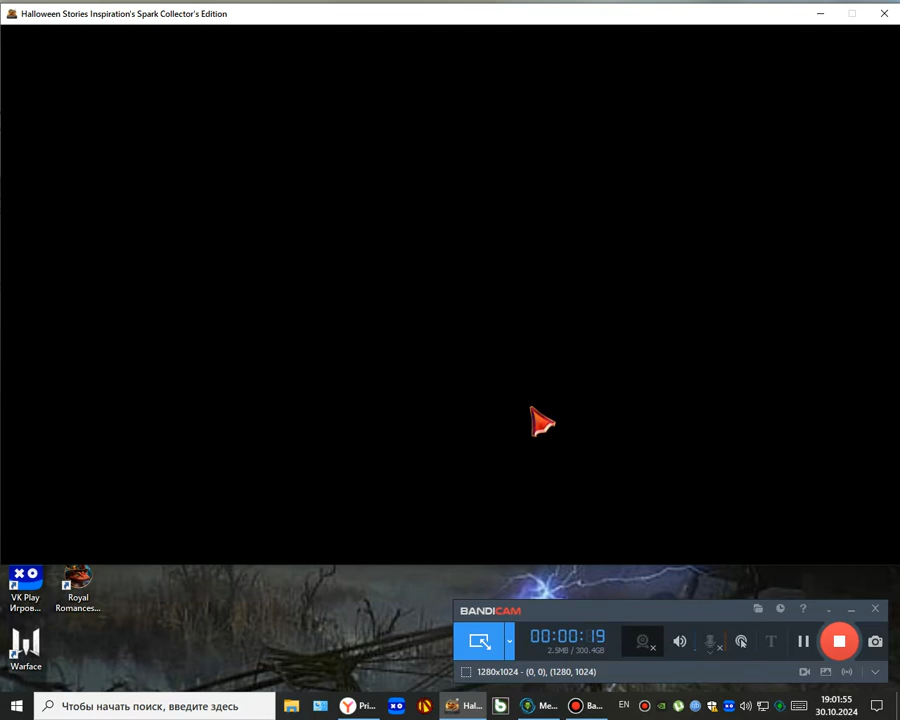 Halloween Stories Inspiration's Spark Collector's Edition
VK Play
Игров...
Royal
Romances...
Warface
BANDICAM
00:00:19
2.5MB / 300.4GB
1280x1024 - (0, 0), (1280, 1024)
Чтобы начать поиск, введите здесь
Pri...
Hal...
Me...
Ba...
EN
19:01:55
30.10.2024